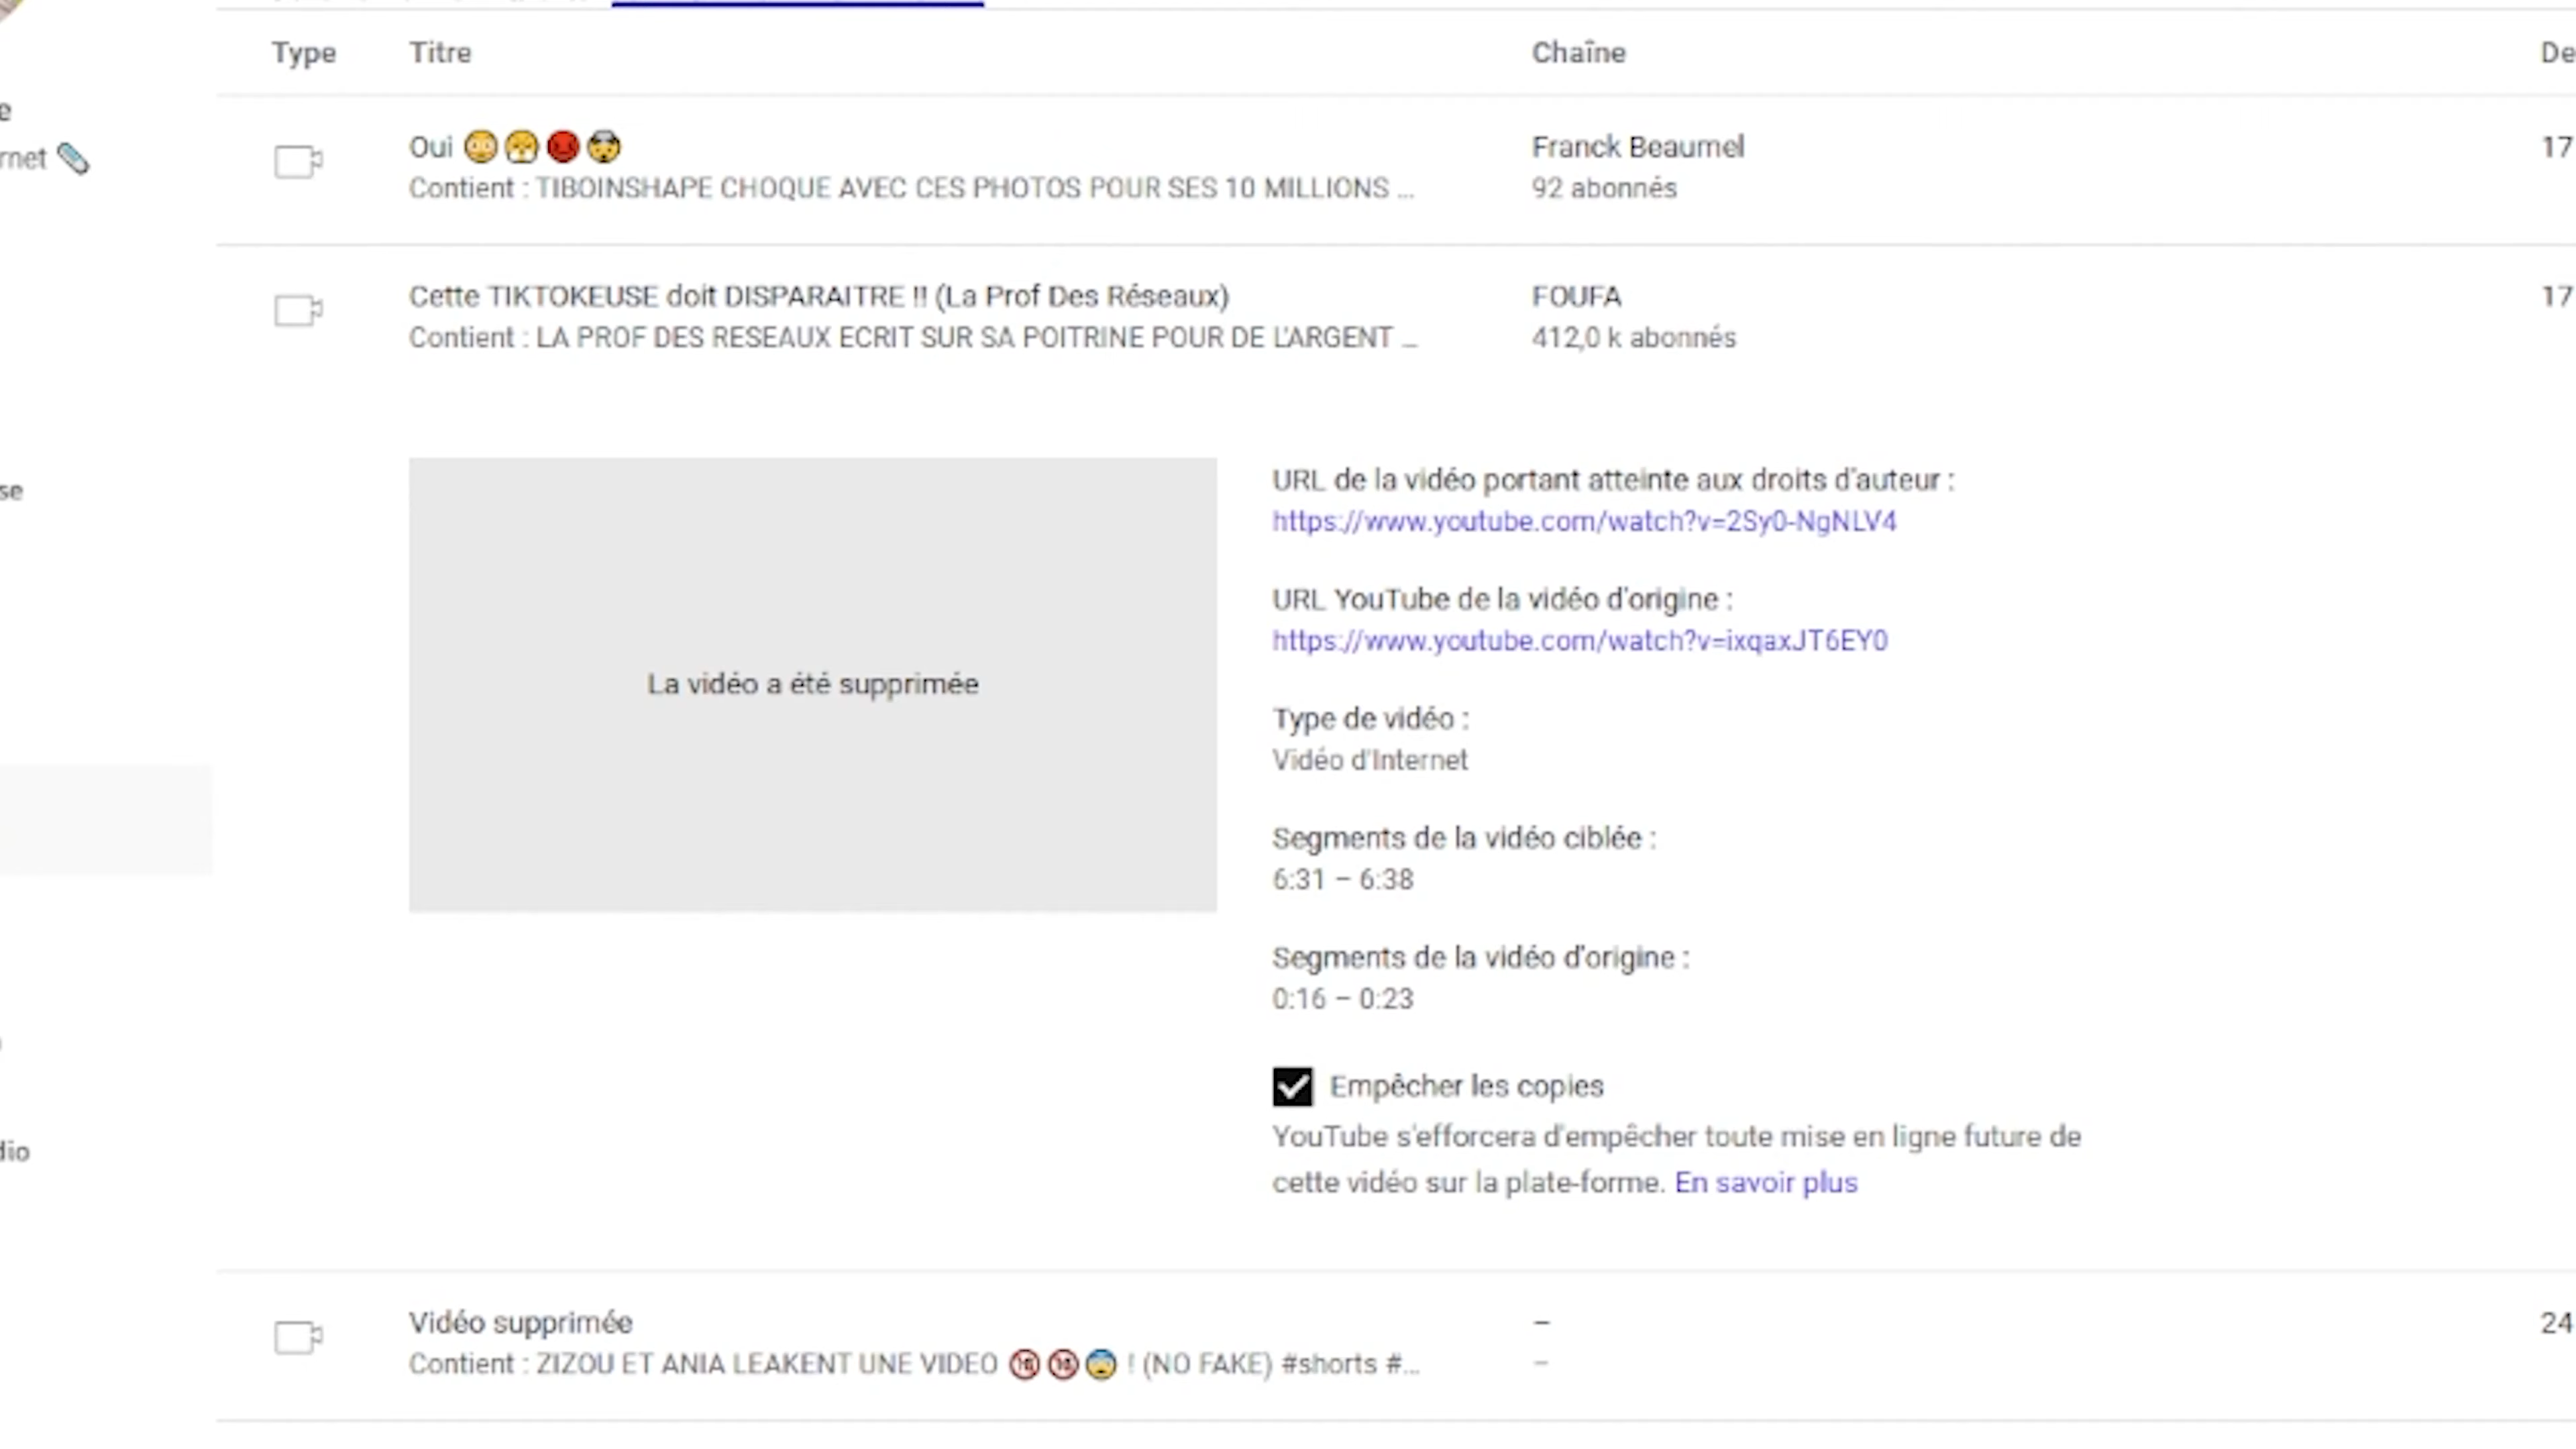 Type Titre Chaîne De
e
rnet
Oui 😳😤😡🤯 Franck Beaumel 17
Contient : TIBOINSHAPE CHOQUE AVEC CES PHOTOS POUR SES 10 MILLIONS ... 92 abonnés
Cette TIKTOKEUSE doit DISPARAITRE !! (La Prof Des Réseaux) FOUFA 17
Contient : LA PROF DES RESEAUX ECRIT SUR SA POITRINE POUR DE L'ARGENT ... 412,0 k abonnés
se
La vidéo a été supprimée
URL de la vidéo portant atteinte aux droits d'auteur :
https://www.youtube.com/watch?v=2Sy0-NgNLV4
URL YouTube de la vidéo d'origine :
https://www.youtube.com/watch?v=ixqaxJT6EY0
Type de vidéo :
Vidéo d'Internet
Segments de la vidéo ciblée :
6:31 – 6:38
Segments de la vidéo d'origine :
0:16 – 0:23
Empêcher les copies
YouTube s'efforcera d'empêcher toute mise en ligne future de
cette vidéo sur la plate-forme. En savoir plus
dio
Vidéo supprimée – 24
Contient : ZIZOU ET ANIA LEAKENT UNE VIDEO 🔞🔞😨 ! (NO FAKE) #shorts #... –